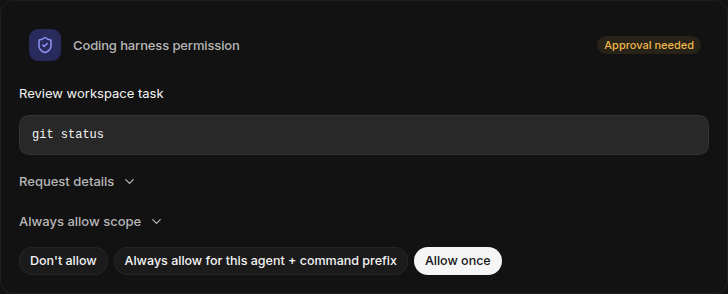 Coding harness permission
Approval needed
Review workspace task
git status
Request details
Always allow scope
Don't allow
Always allow for this agent + command prefix
Allow once